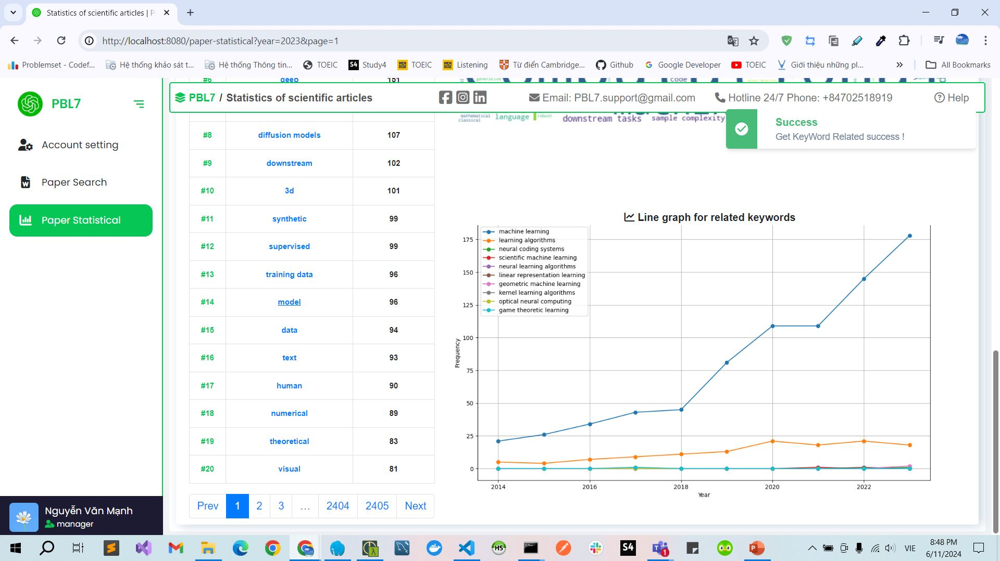 Statistics of scientific articles | P
http://localhost:8080/paper-statistical?year=2023&page=1
Problemset - Codef...
Hệ thống khảo sát t...
Hệ thống Thông tin...
TOEIC
S4 Study4
MEM RISE TOEIC
MEM RISE Listening
Từ điển Cambridge...
Github
Google Developer
TOEIC
Giới thiệu những pl...
All Bookmarks
PBL7
Account setting
Paper Search
Paper Statistical
Nguyễn Văn Mạnh
manager
PBL7 / Statistics of scientific articles
Email: PBL7.support@gmail.com
Hotline 24/7 Phone: +84702518919
Help
Success
Get KeyWord Related success !
#6 deep 151
#8 diffusion models 107
#9 downstream 102
#10 3d 101
#11 synthetic 99
#12 supervised 99
#13 training data 96
#14 model 96
#15 data 94
#16 text 93
#17 human 90
#18 numerical 89
#19 theoretical 83
#20 visual 81
Prev 1 2 3 ... 2404 2405 Next
generative
code
mathematical
classical
language
robust
downstream tasks
sample complexity
Line graph for related keywords
machine learning
learning algorithms
neural coding systems
scientific machine learning
neural learning algorithms
linear representation learning
geometric machine learning
kernel learning algorithms
optical neural computing
game theoretic learning
175
150
125
100
75
50
25
0
Frequency
2014 2016 2018 2020 2022
Year
HS
S4
1
VIE
8:48 PM
6/11/2024